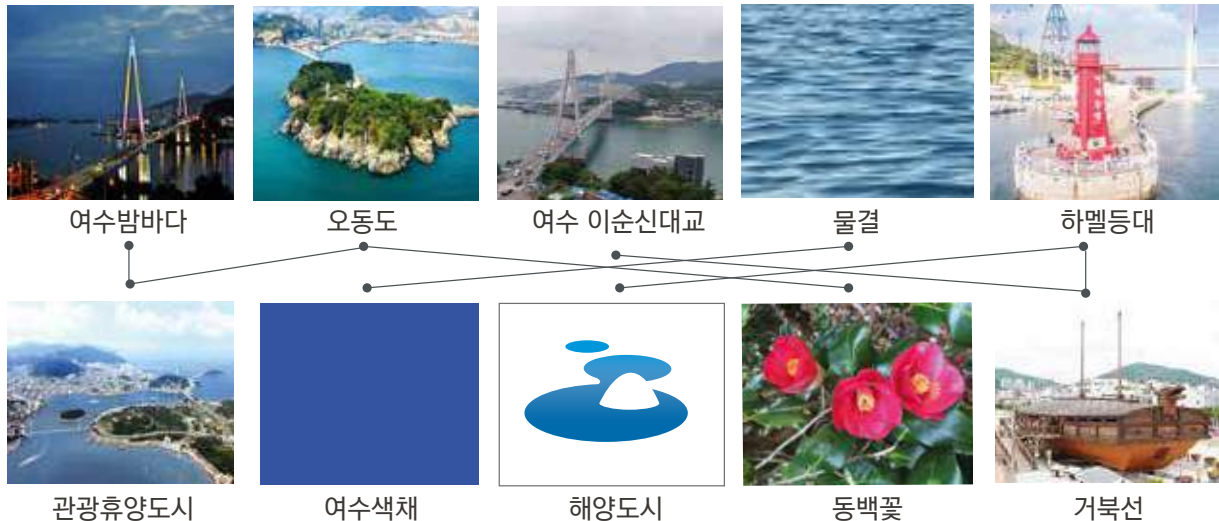 여수밤바다
오동도
여수 이순신대교
물결
하멜등대
관광휴양도시
여수색채
해양도시
동백꽃
거북선